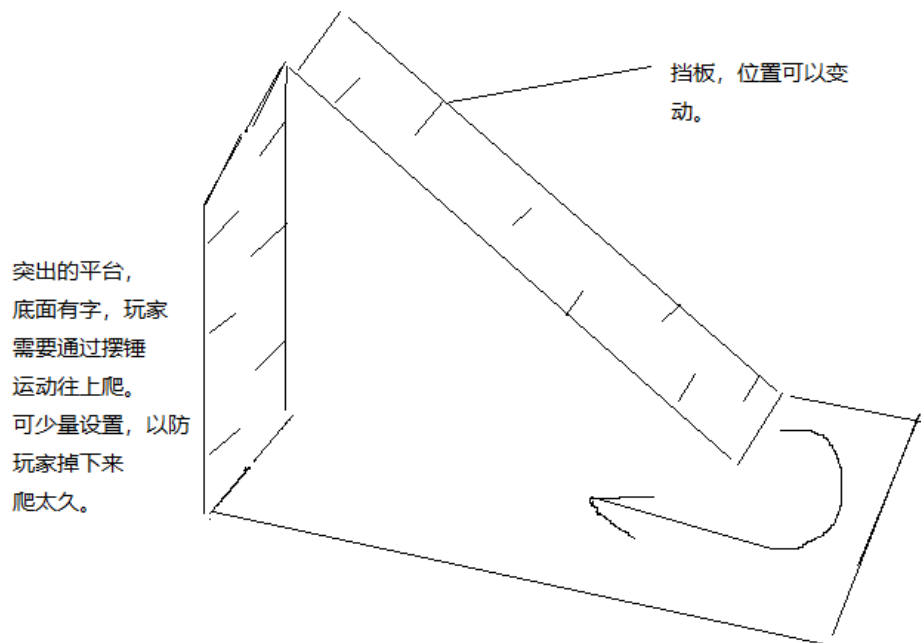 挡板，位置可以变
动。
突出的平台，
底面有字，玩家
需要通过摆锤
运动往上爬。
可少量设置，以防
玩家掉下来
爬太久。